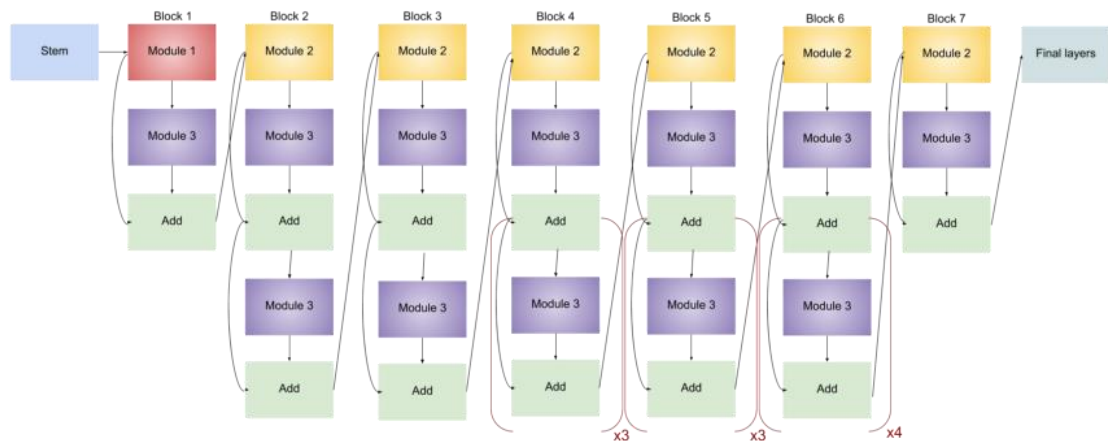 Block 1 Block 2 Block 3 Block 4 Block 5 Block 6 Block 7
Stem Module 1 Module 2 Module 2 Module 2 Module 2 Module 2 Module 2 Final layers
Module 3 Module 3 Module 3 Module 3 Module 3 Module 3 Module 3
Add Add Add Add Add Add Add
Module 3 Module 3 Module 3 Module 3 Module 3
Add Add Add Add Add
x3 x3 x4